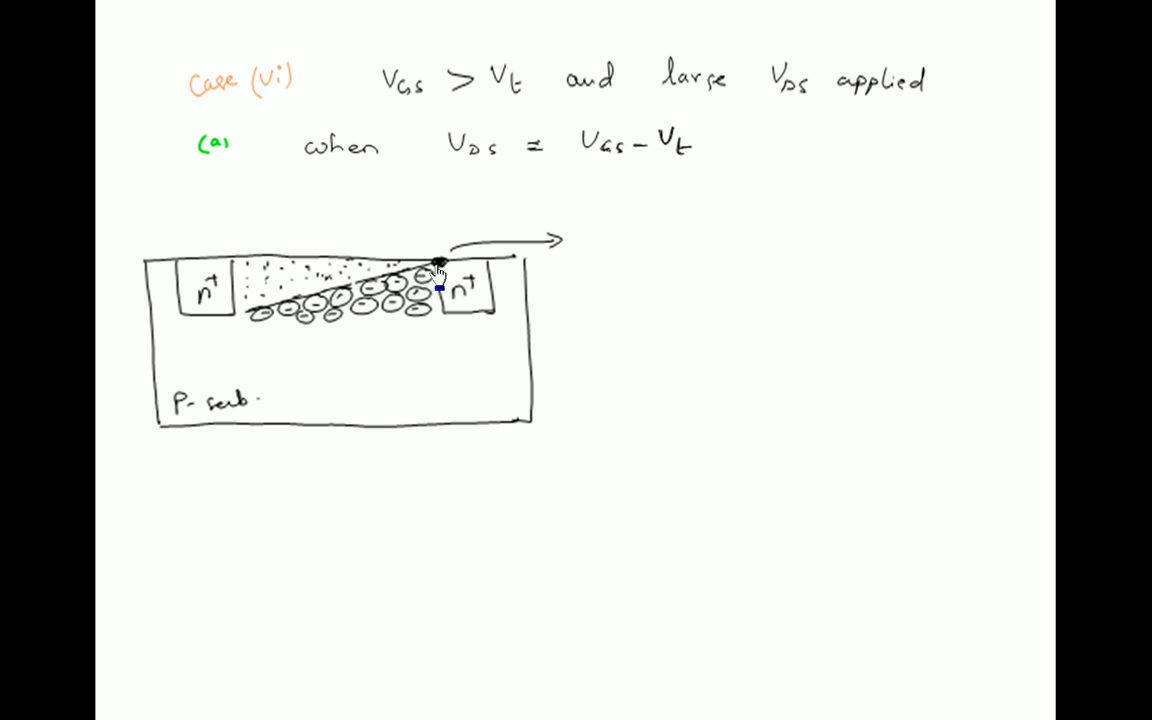 Case (vi) VGS > Vt and large VDS applied
(a) when VDS = VGS - Vt
n+ n+
P- sub.